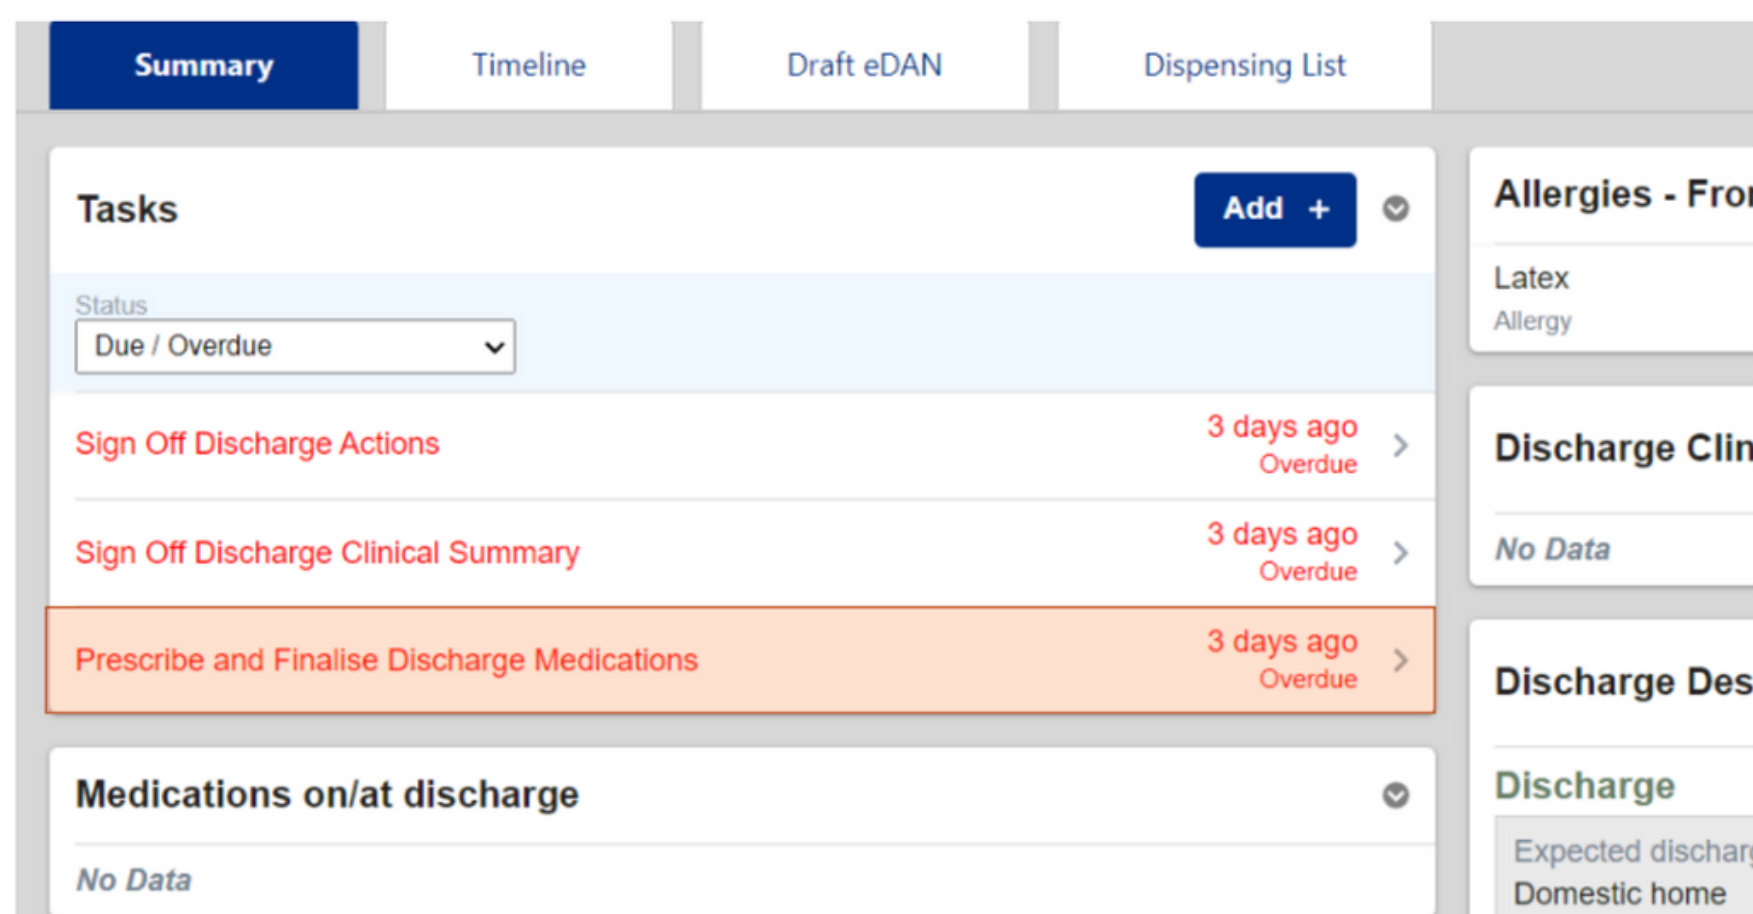 Summary
Timeline
Draft eDAN
Dispensing List
Tasks
Add +
Status
Due / Overdue
Sign Off Discharge Actions
3 days ago
Overdue
Sign Off Discharge Clinical Summary
3 days ago
Overdue
Prescribe and Finalise Discharge Medications
3 days ago
Overdue
Medications on/at discharge
No Data
Allergies - Fro
Latex
Allergy
Discharge Clin
No Data
Discharge Des
Discharge
Expected discharg
Domestic home